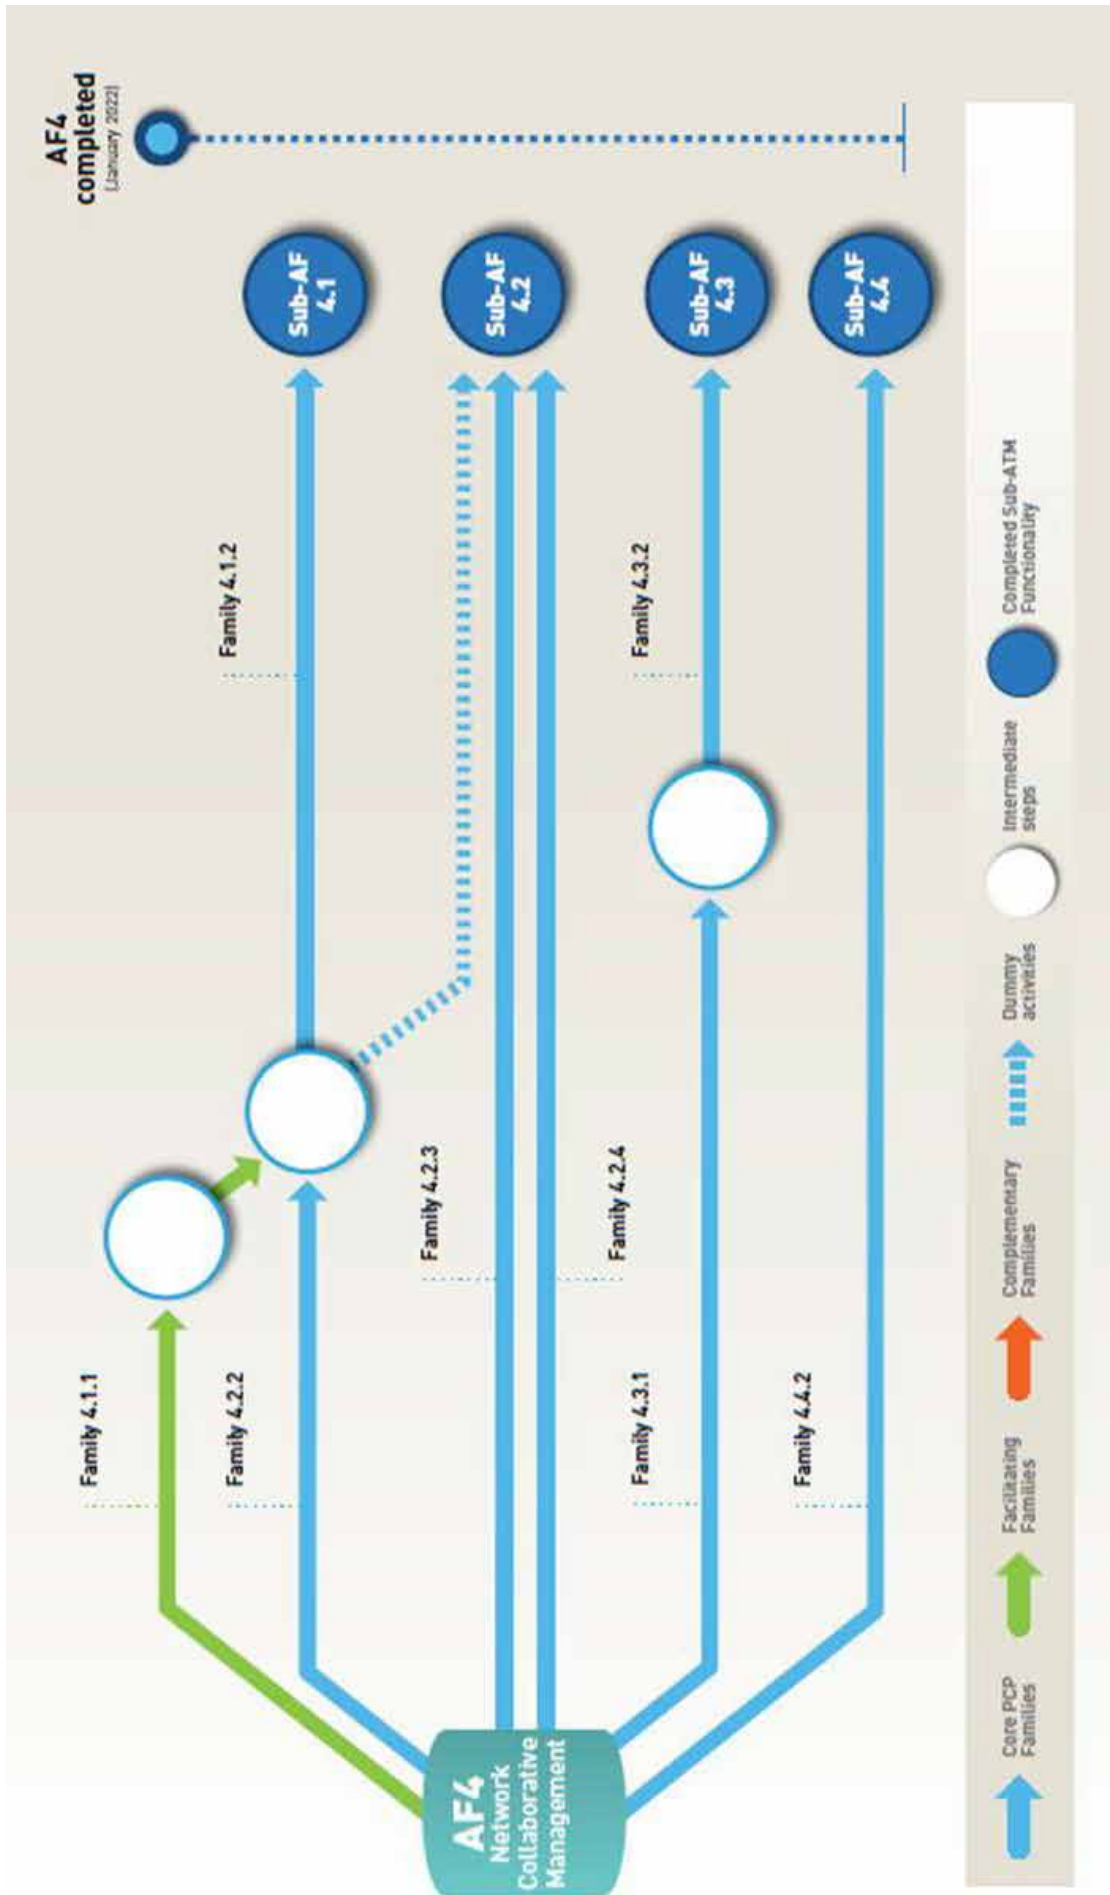 AF4
completed
(January 2022)
Sub-AF
4.1
Sub-AF
4.2
Sub-AF
4.3
Sub-AF
4.4
Family 4.1.2
Family 4.3.2
Family 4.2.3
Family 4.2.4
Family 4.1.1
Family 4.2.2
Family 4.3.1
Family 4.4.2
AF4
Network
Collaborative
Management
Core PCP
Families
Facilitating
Families
Complementary
Families
Dummy
activities
Intermediate
steps
Completed Sub-ATM
Functionality